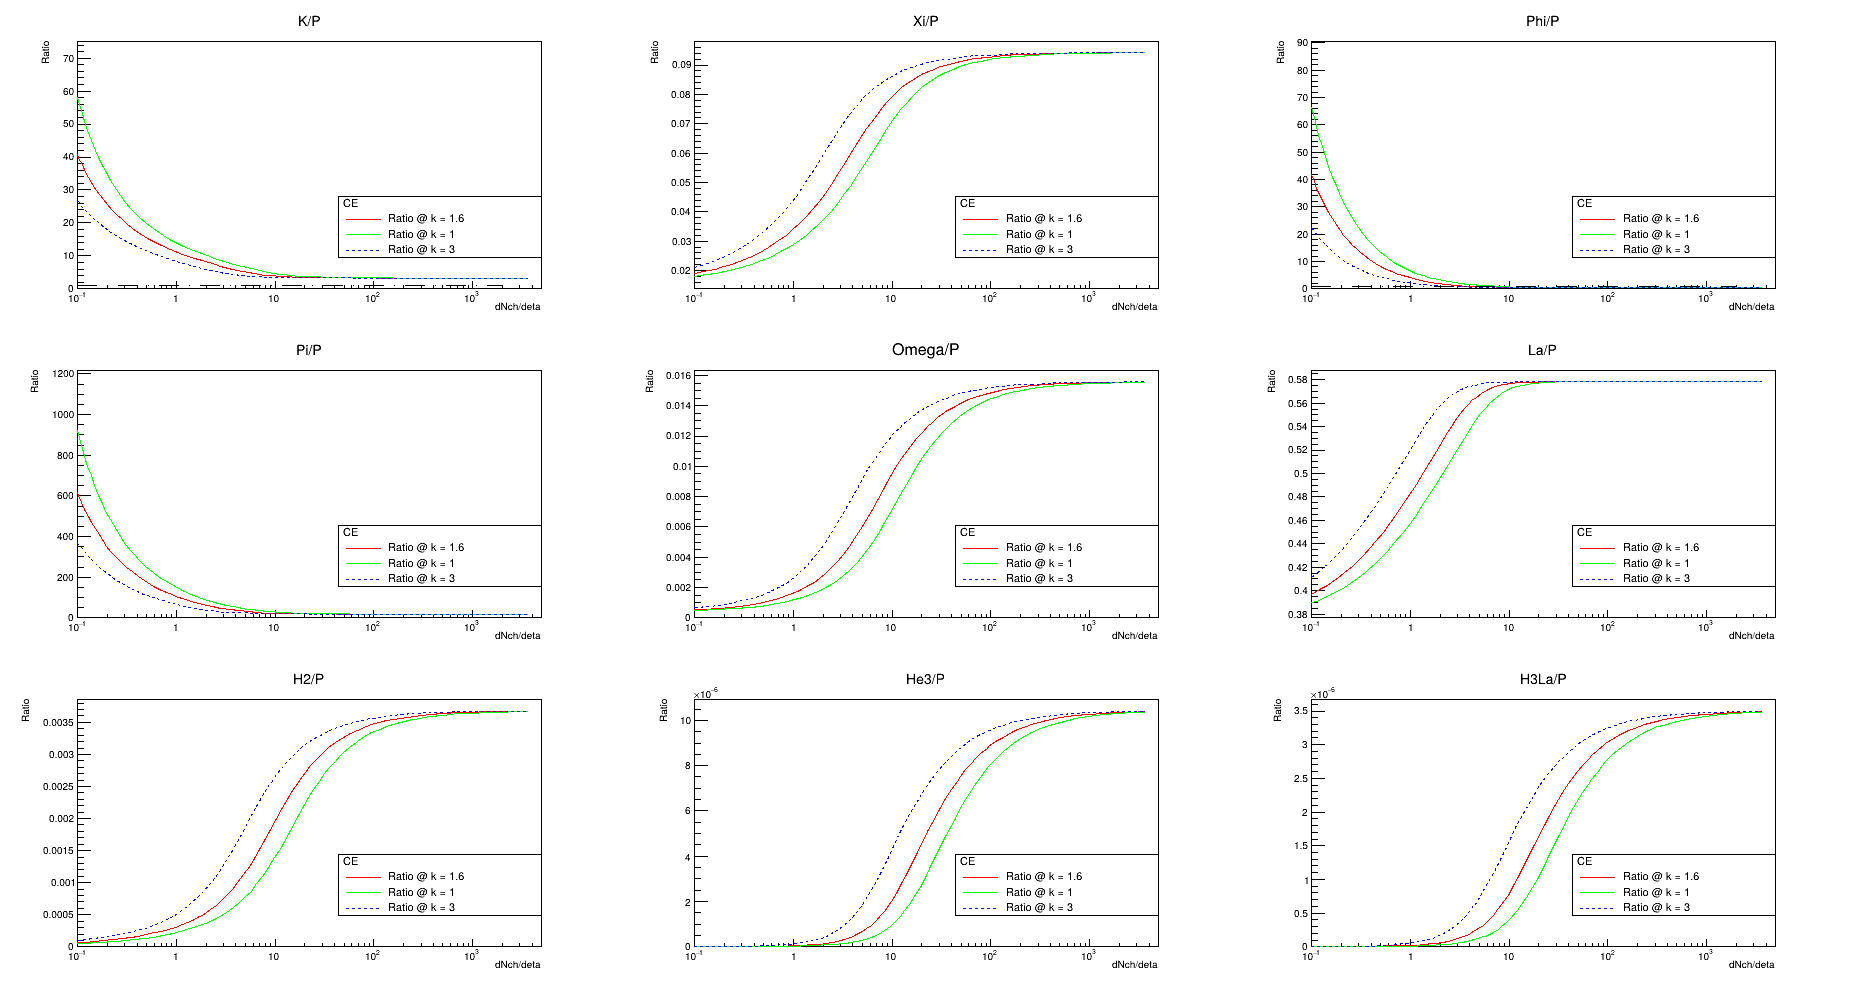 K/P
Ratio
70
60
50
40
30
20
10
0
10⁻¹ 1 10 10² 10³
dNch/deta
CE
Ratio @ k = 1.6
Ratio @ k = 1
Ratio @ k = 3
Xi/P
Ratio
0.09
0.08
0.07
0.06
0.05
0.04
0.03
0.02
10⁻¹ 1 10 10² 10³
dNch/deta
CE
Ratio @ k = 1.6
Ratio @ k = 1
Ratio @ k = 3
Phi/P
Ratio
90
80
70
60
50
40
30
20
10
0
10⁻¹ 1 10 10² 10³
dNch/deta
CE
Ratio @ k = 1.6
Ratio @ k = 1
Ratio @ k = 3
Pi/P
Ratio
1200
1000
800
600
400
200
0
10⁻¹ 1 10 10² 10³
dNch/deta
CE
Ratio @ k = 1.6
Ratio @ k = 1
Ratio @ k = 3
Omega/P
Ratio
0.016
0.014
0.012
0.01
0.008
0.006
0.004
0.002
0
10⁻¹ 1 10 10² 10³
dNch/deta
CE
Ratio @ k = 1.6
Ratio @ k = 1
Ratio @ k = 3
La/P
Ratio
0.58
0.56
0.54
0.52
0.5
0.48
0.46
0.44
0.42
0.4
0.38
10⁻¹ 1 10 10² 10³
dNch/deta
CE
Ratio @ k = 1.6
Ratio @ k = 1
Ratio @ k = 3
H2/P
Ratio
0.0035
0.003
0.0025
0.002
0.0015
0.001
0.0005
0
10⁻¹ 1 10 10² 10³
dNch/deta
CE
Ratio @ k = 1.6
Ratio @ k = 1
Ratio @ k = 3
He3/P
×10⁻⁶
Ratio
10
8
6
4
2
0
10⁻¹ 1 10 10² 10³
dNch/deta
CE
Ratio @ k = 1.6
Ratio @ k = 1
Ratio @ k = 3
H3La/P
×10⁻⁶
Ratio
3.5
3
2.5
2
1.5
1
0.5
0
10⁻¹ 1 10 10² 10³
dNch/deta
CE
Ratio @ k = 1.6
Ratio @ k = 1
Ratio @ k = 3